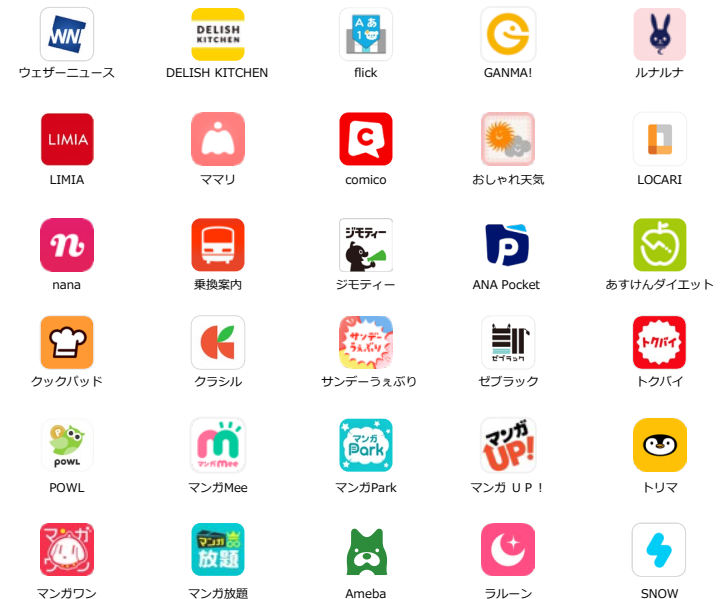 WNI
DELISH
KITCHEN
A あ
1
ウェザーニュース
DELISH KITCHEN
flick
GANMA!
ルナルナ
LIMIA
C
LIMIA
ママリ
comico
おしゃれ天気
LOCARI
n
ジモティー
P
nana
乗換案内
ジモティー
ANA Pocket
あすけんダイエット
サンデー
うぇぶり
ゼブラック
トクバイ
クックパッド
クラシル
サンデーうぇぶり
ゼブラック
トクバイ
P
POWL
m
マンガMee
マンガ
Park
マンガ
UP!
POWL
マンガMee
マンガPark
マンガ ＵＰ！
トリマ
マンガ
ワン
マンガ
放題
マンガワン
マンガ放題
Ameba
ラルーン
SNOW